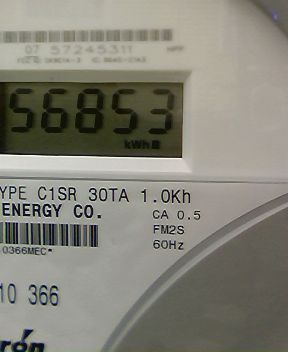 07 57245311
56853
kWh
YPE C1SR 30TA 1.0Kh
ENERGY CO.
CA 0.5
FM2S
60Hz
0366MEC*
10 366
rón